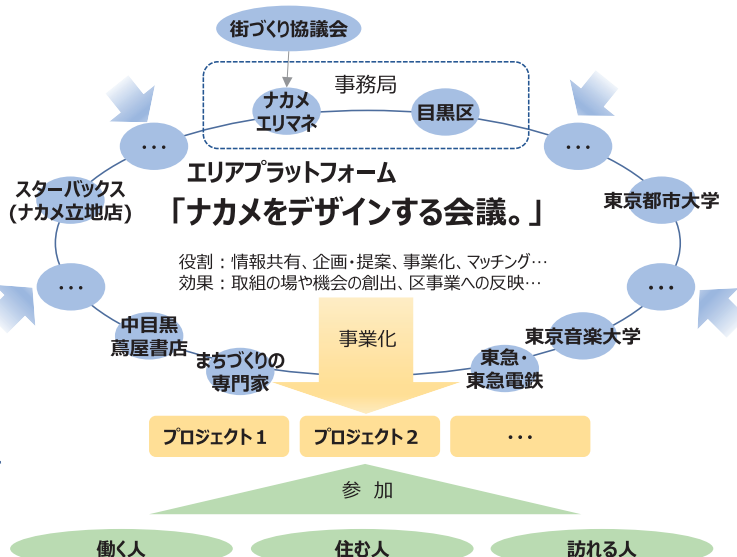 街づくり協議会
事務局
ナカメ
エリマネ
目黒区
…
…
エリアプラットフォーム
「ナカメをデザインする会議。」
スターバックス
(ナカメ立地店)
東京都市大学
役割：情報共有、企画・提案、事業化、マッチング…
効果：取組の場や機会の創出、区事業への反映…
…
…
中目黒
蔦屋書店
まちづくりの
専門家
事業化
東急・
東急電鉄
東京音楽大学
プロジェクト１
プロジェクト２
…
参 加
働く人
住む人
訪れる人